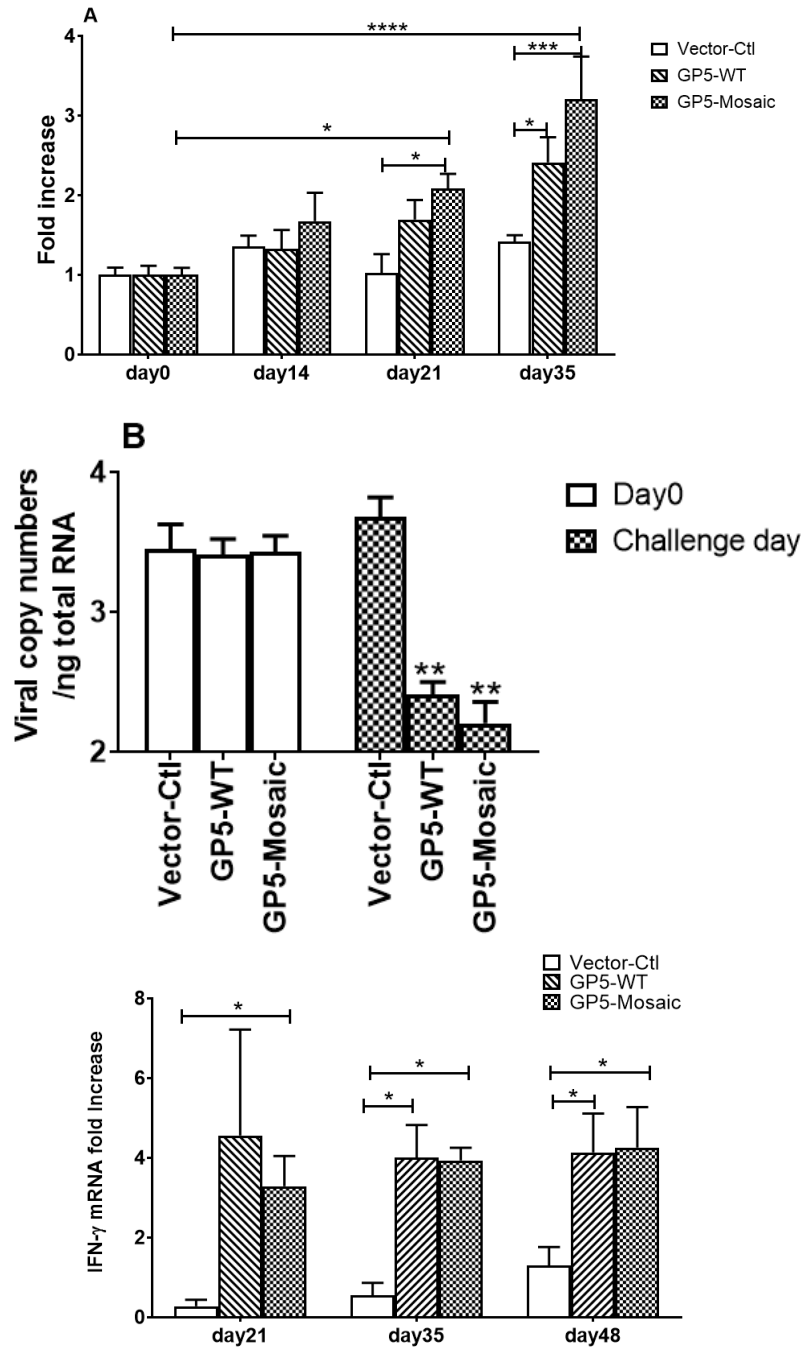 A
****
4
***
Vector-Ctl
GP5-WT
GP5-Mosaic
3
*
*
*
2
1
0
Fold increase
day0 day14 day21 day35
B
4
3
2
Viral copy numbers
/ng total RNA
Day0
Challenge day
** **
Vector-Ctl GP5-WT GP5-Mosaic Vector-Ctl GP5-WT GP5-Mosaic
Vector-Ctl
GP5-WT
GP5-Mosaic
8
*
6
* *
* *
4
2
0
IFN-γ mRNA fold Increase
day21 day35 day48